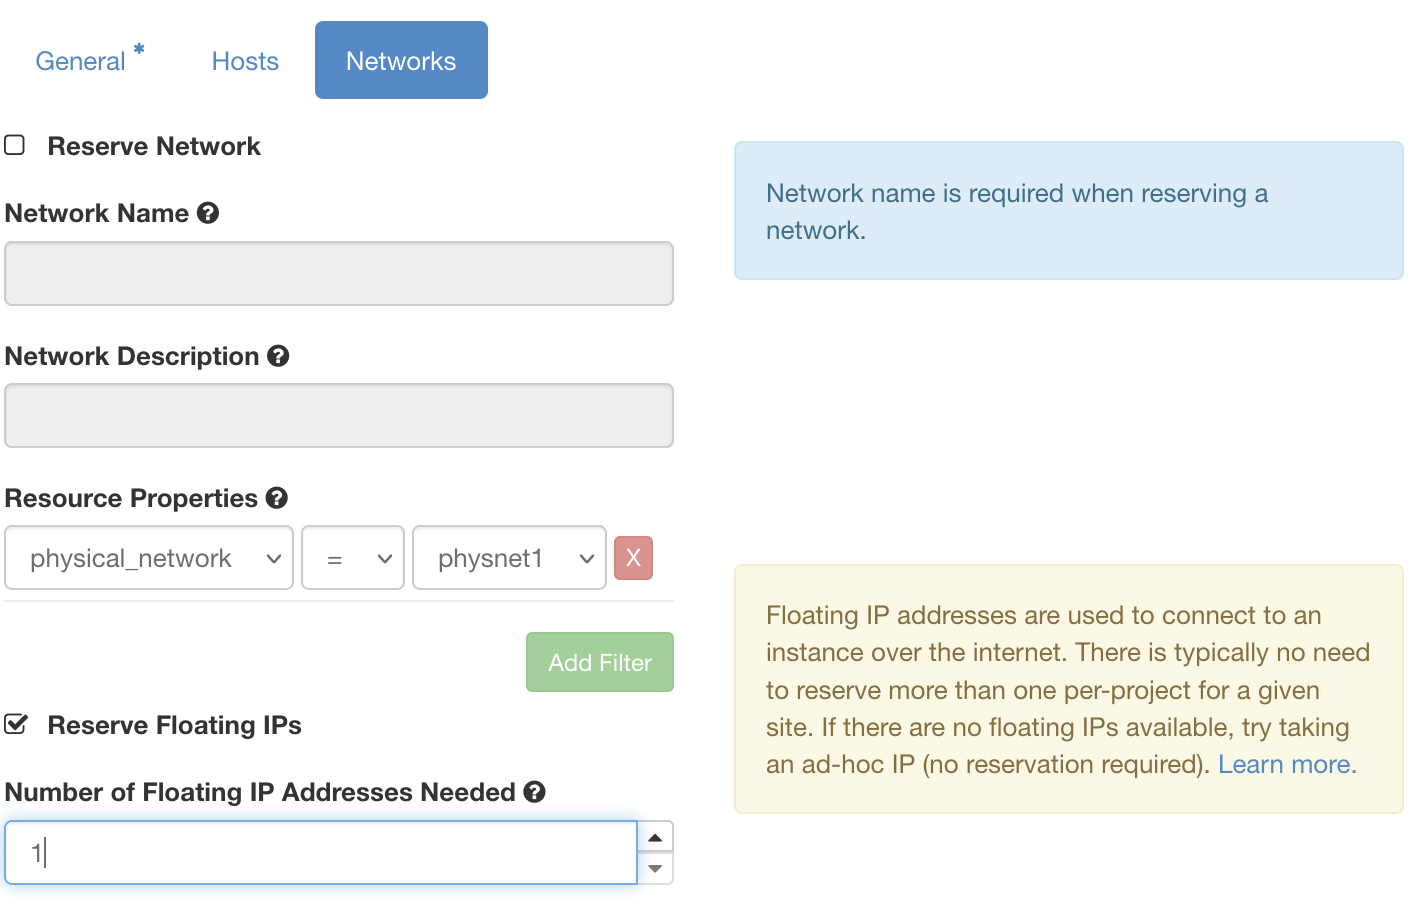 General *
Hosts
Networks
Reserve Network
Network Name
Network name is required when reserving a
network.
Network Description
Resource Properties
physical_network
=
physnet1
X
Add Filter
Reserve Floating IPs
Number of Floating IP Addresses Needed
1
Floating IP addresses are used to connect to an
instance over the internet. There is typically no need
to reserve more than one per-project for a given
site. If there are no floating IPs available, try taking
an ad-hoc IP (no reservation required). Learn more.